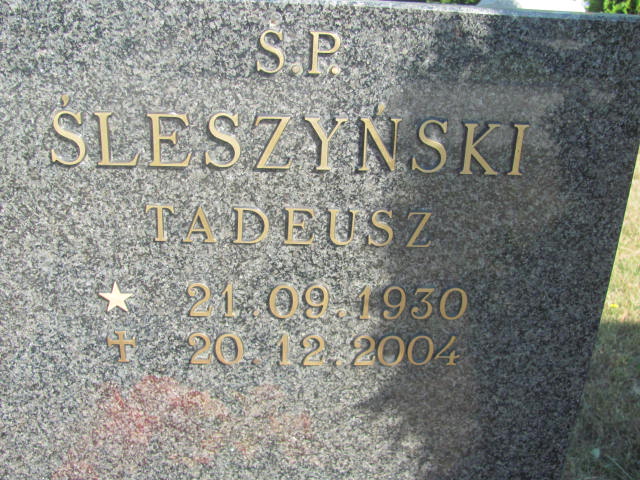 Ś.P.
ŚLESZYŃSKI
TADEUSZ
21.09.1930
20.12.2004